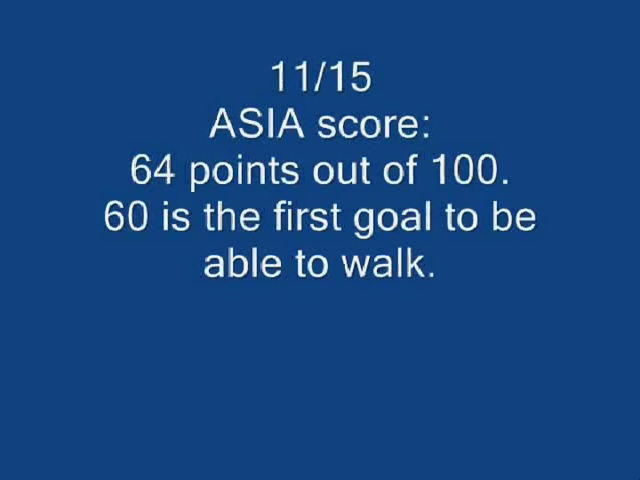 11/15
ASIA score:
64 points out of 100.
60 is the first goal to be
able to walk.